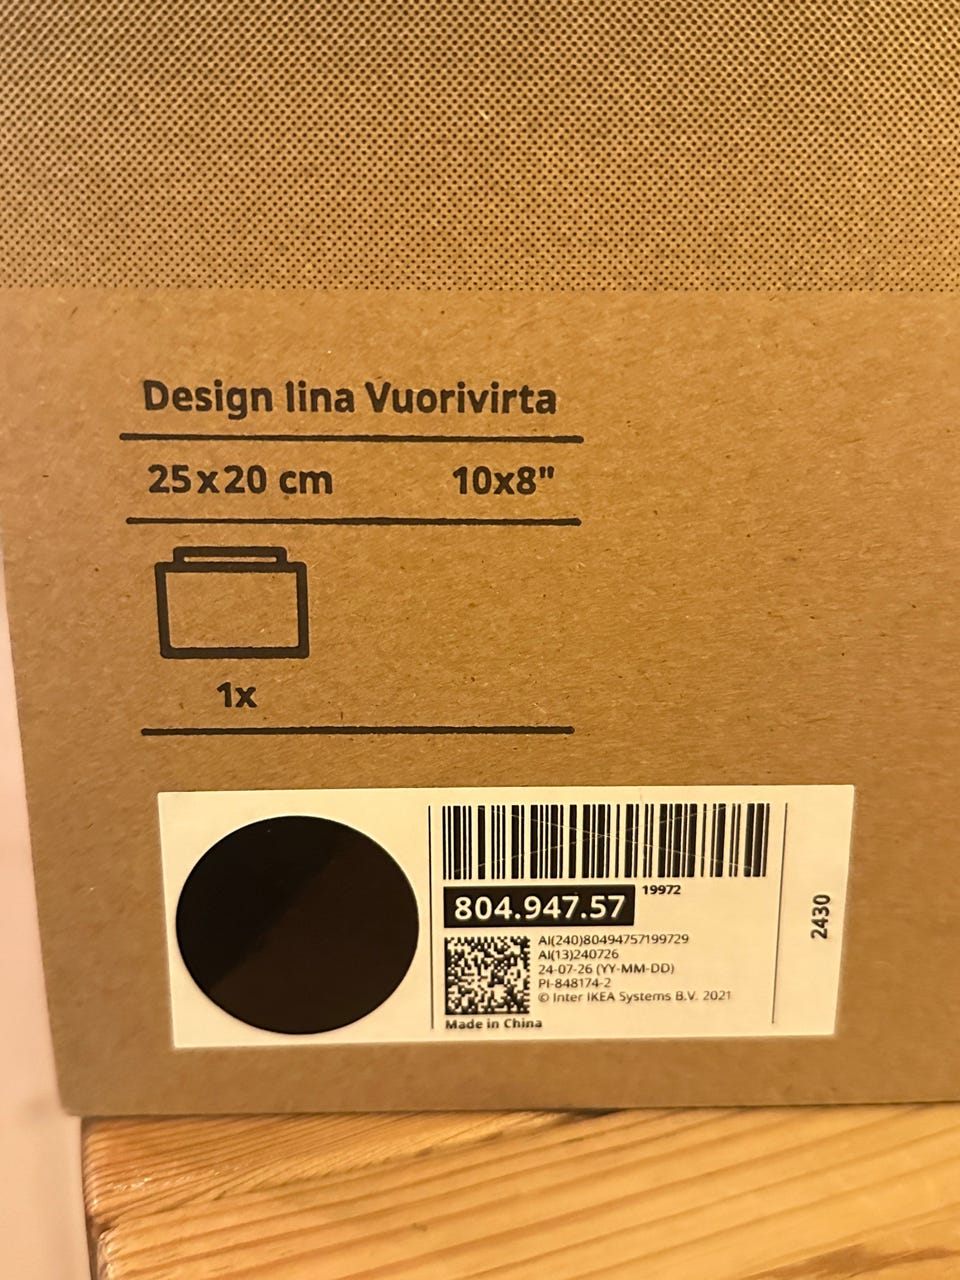 Design Iina Vuorivirta
25x20 cm 10x8"
1x
19972
804.947.57
AI(240)80494757199729
AI(13)240726
24-07-26 (YY-MM-DD)
PI-848174-2
© Inter IKEA Systems B.V. 2021
Made in China
2430